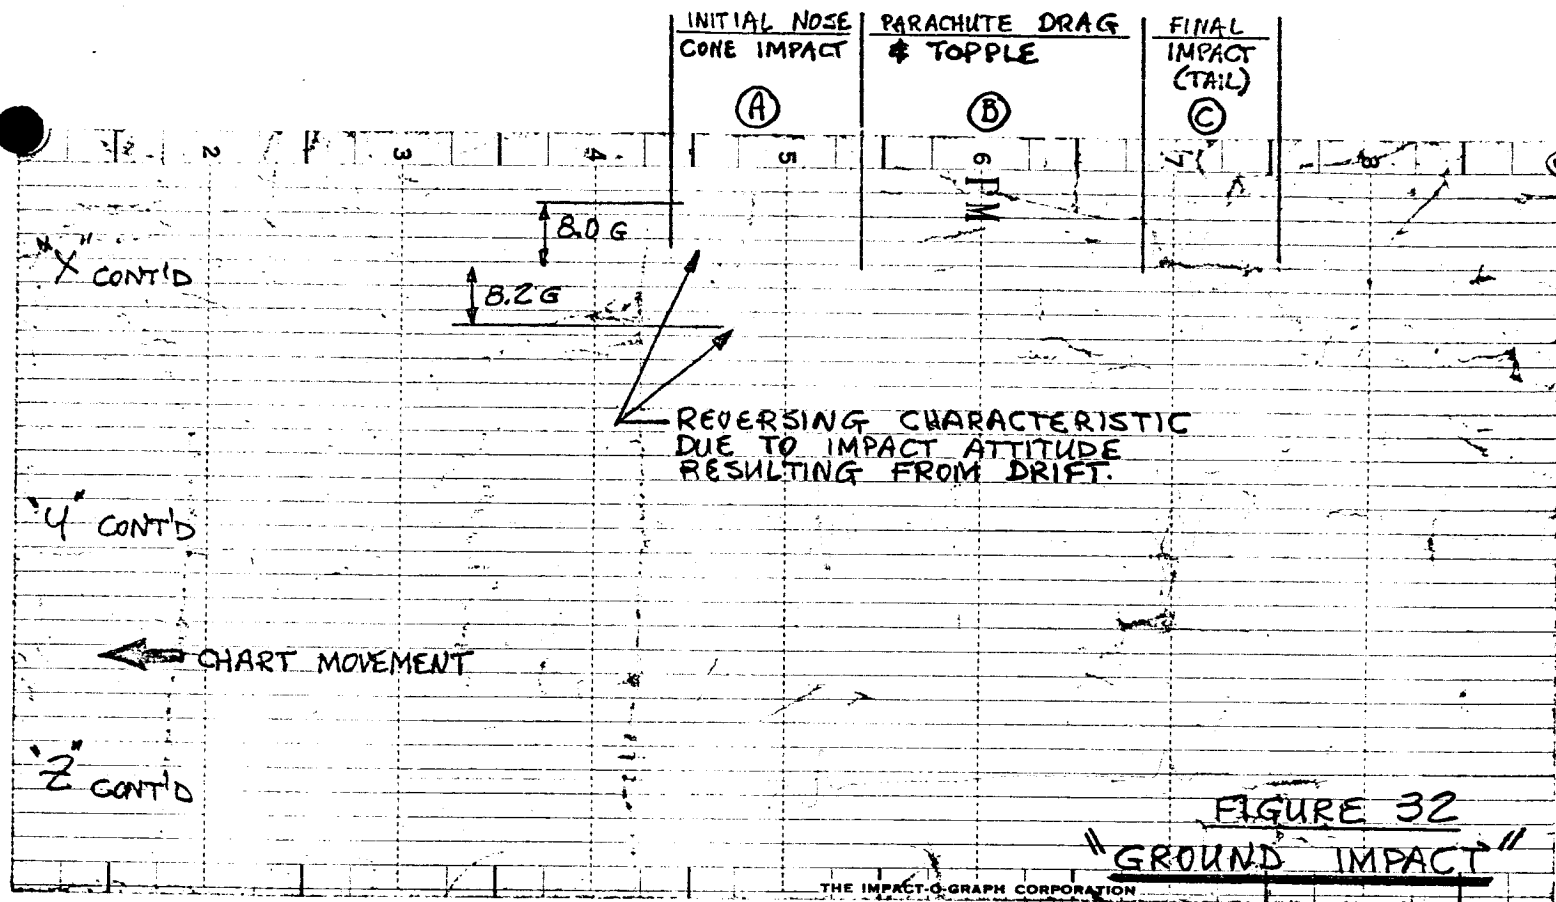 INITIAL NOSE
CONE IMPACT
A
PARACHUTE DRAG
& TOPPLE
B
FINAL
IMPACT
(TAIL)
C
2 3 4 5 6 7 8
PM
8.0 G
"X" CONT'D
8.2 G
REVERSING CHARACTERISTIC
DUE TO IMPACT ATTITUDE
RESULTING FROM DRIFT.
"Y" CONT'D
CHART MOVEMENT
"Z" CONT'D
FIGURE 32
"GROUND IMPACT"
THE IMPACT-O-GRAPH CORPORATION